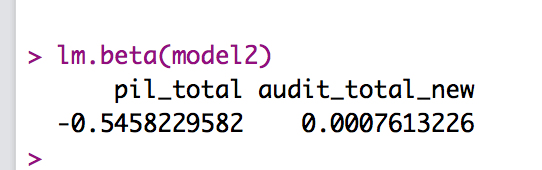 > lm.beta(model2)
pil_total audit_total_new
-0.5458229582 0.0007613226
>